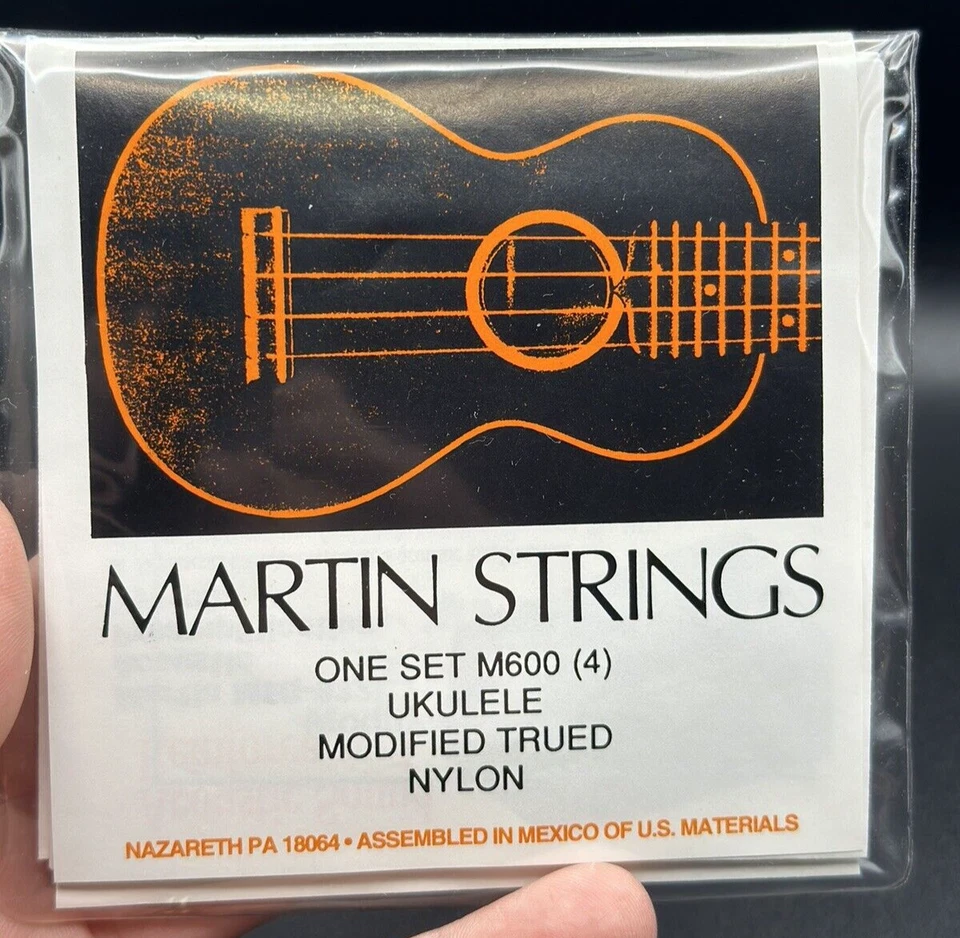 MARTIN STRINGS
ONE SET M600 (4)
UKULELE
MODIFIED TRUED
NYLON
NAZARETH PA 18064 • ASSEMBLED IN MEXICO OF U.S. MATERIALS